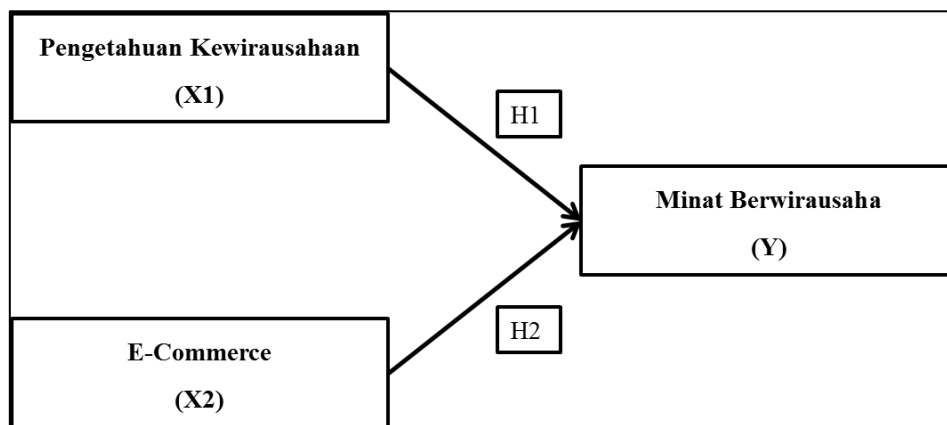 Pengetahuan Kewirausahaan
(X1)
H1
Minat Berwirausaha
(Y)
H2
E-Commerce
(X2)